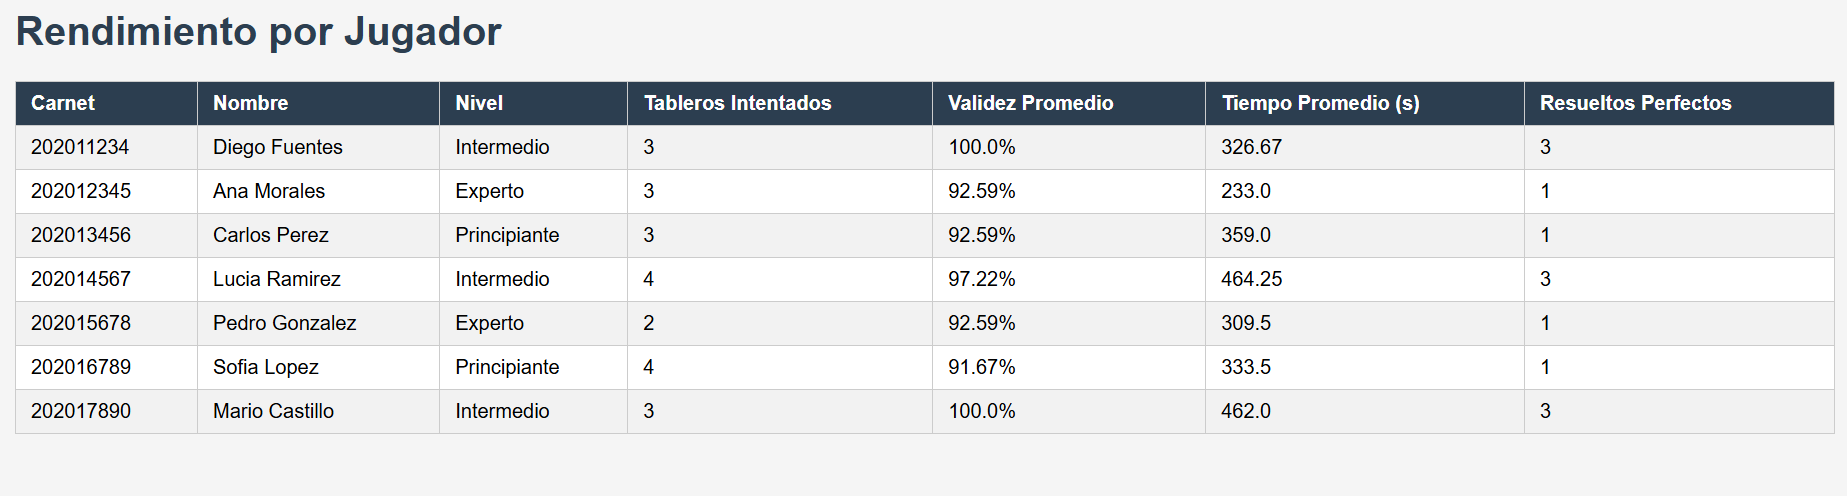 Rendimiento por Jugador
Carnet Nombre Nivel Tableros Intentados Validez Promedio Tiempo Promedio (s) Resueltos Perfectos
202011234 Diego Fuentes Intermedio 3 100.0% 326.67 3
202012345 Ana Morales Experto 3 92.59% 233.0 1
202013456 Carlos Perez Principiante 3 92.59% 359.0 1
202014567 Lucia Ramirez Intermedio 4 97.22% 464.25 3
202015678 Pedro Gonzalez Experto 2 92.59% 309.5 1
202016789 Sofia Lopez Principiante 4 91.67% 333.5 1
202017890 Mario Castillo Intermedio 3 100.0% 462.0 3